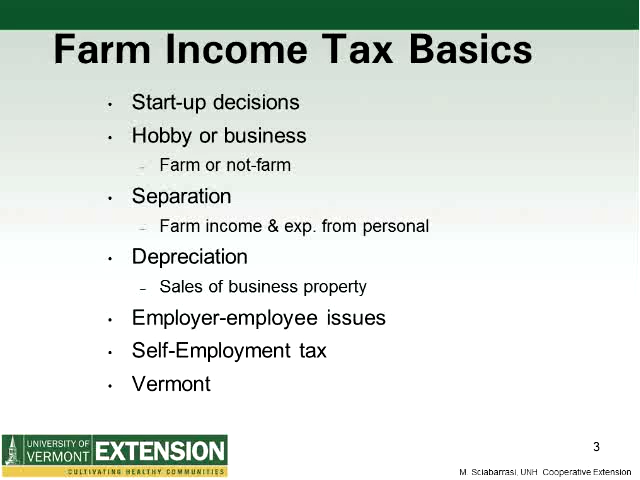 Farm Income Tax Basics
• Start-up decisions
• Hobby or business
– Farm or not-farm
• Separation
– Farm income & exp. from personal
• Depreciation
– Sales of business property
• Employer-employee issues
• Self-Employment tax
• Vermont
UNIVERSITY OF
VERMONT
EXTENSION
CULTIVATING HEALTHY COMMUNITIES
3
M. Sciabarrasi, UNH Cooperative Extension